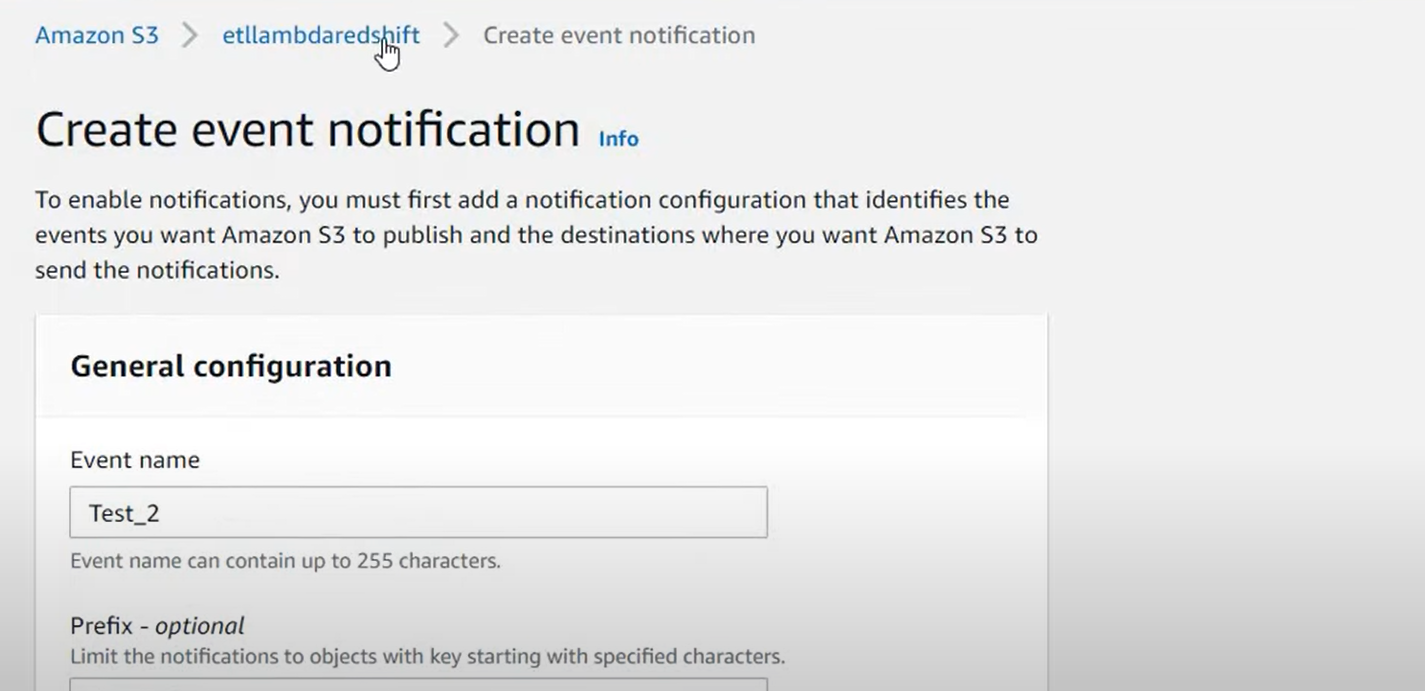 Amazon S3 > etllambdaredshift > Create event notification
Create event notification Info
To enable notifications, you must first add a notification configuration that identifies the
events you want Amazon S3 to publish and the destinations where you want Amazon S3 to
send the notifications.
General configuration
Event name
Test_2
Event name can contain up to 255 characters.
Prefix - optional
Limit the notifications to objects with key starting with specified characters.